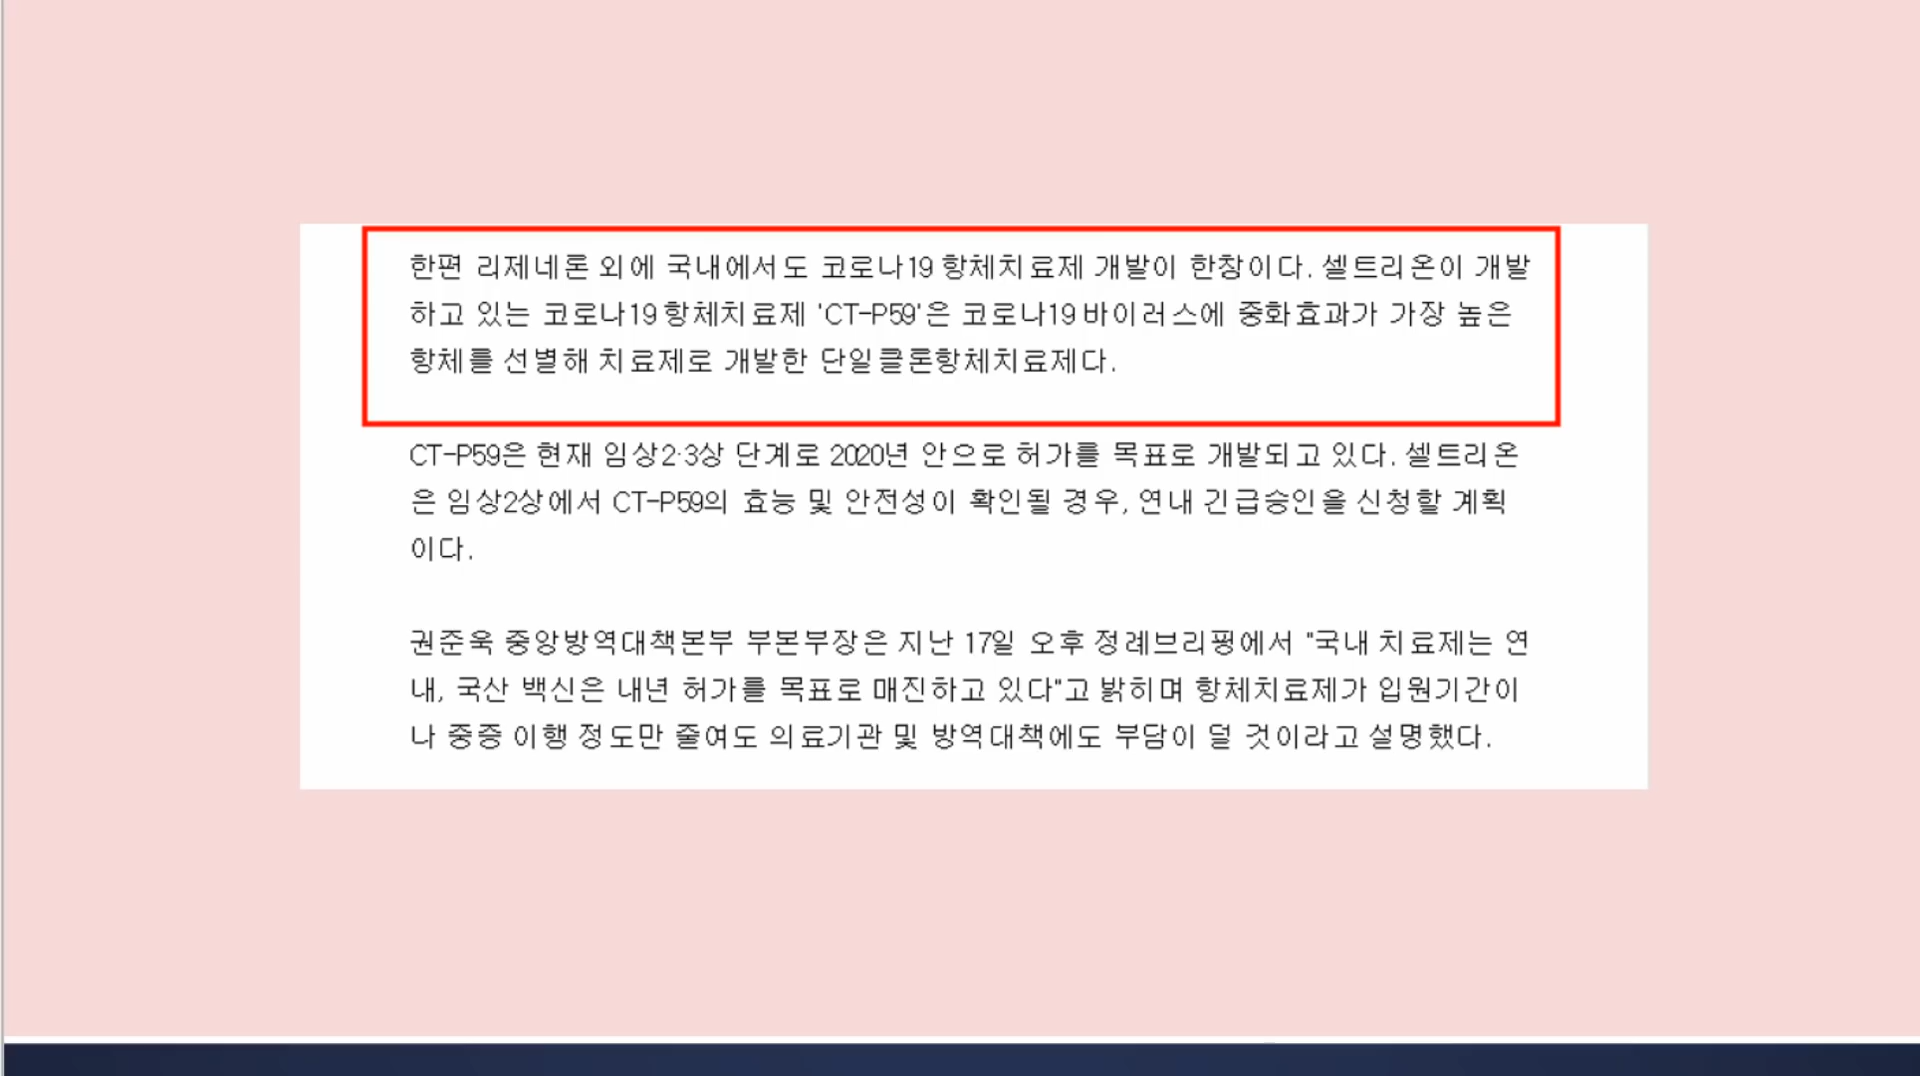 한편 리제네론 외에 국내에서도 코로나19 항체치료제 개발이 한창이다. 셀트리온이 개발
하고 있는 코로나19 항체치료제 'CT-P59'은 코로나19 바이러스에 중화효과가 가장 높은
항체를 선별해 치료제로 개발한 단일클론항체치료제다.
CT-P59은 현재 임상2·3상 단계로 2020년 안으로 허가를 목표로 개발되고 있다. 셀트리온
은 임상2상에서 CT-P59의 효능 및 안전성이 확인될 경우, 연내 긴급승인을 신청할 계획
이다.
권준욱 중앙방역대책본부 부본부장은 지난 17일 오후 정례브리핑에서 "국내 치료제는 연
내, 국산 백신은 내년 허가를 목표로 매진하고 있다"고 밝히며 항체치료제가 입원기간이
나 중증 이행 정도만 줄여도 의료기관 및 방역대책에도 부담이 덜 것이라고 설명했다.